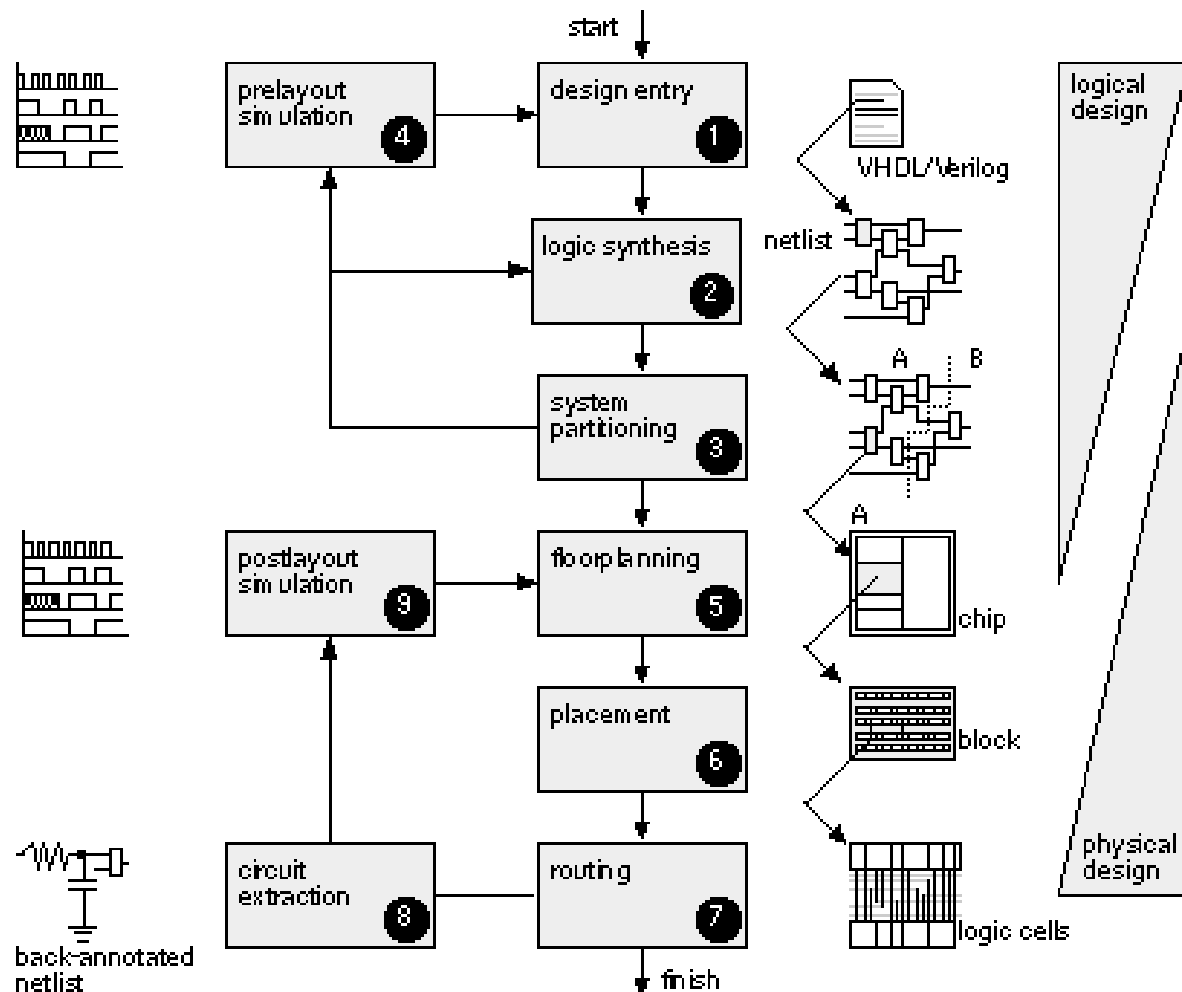 start
prelayout
simulation
4
design entry
1
VHDL/Verilog
logical
design
logic synthesis
2
netlist
system
partitioning
3
A
B
postlayout
simulation
9
floorplanning
5
A
chip
placement
6
block
circuit
extraction
8
routing
7
logic cells
physical
design
back-annotated
netlist
finish